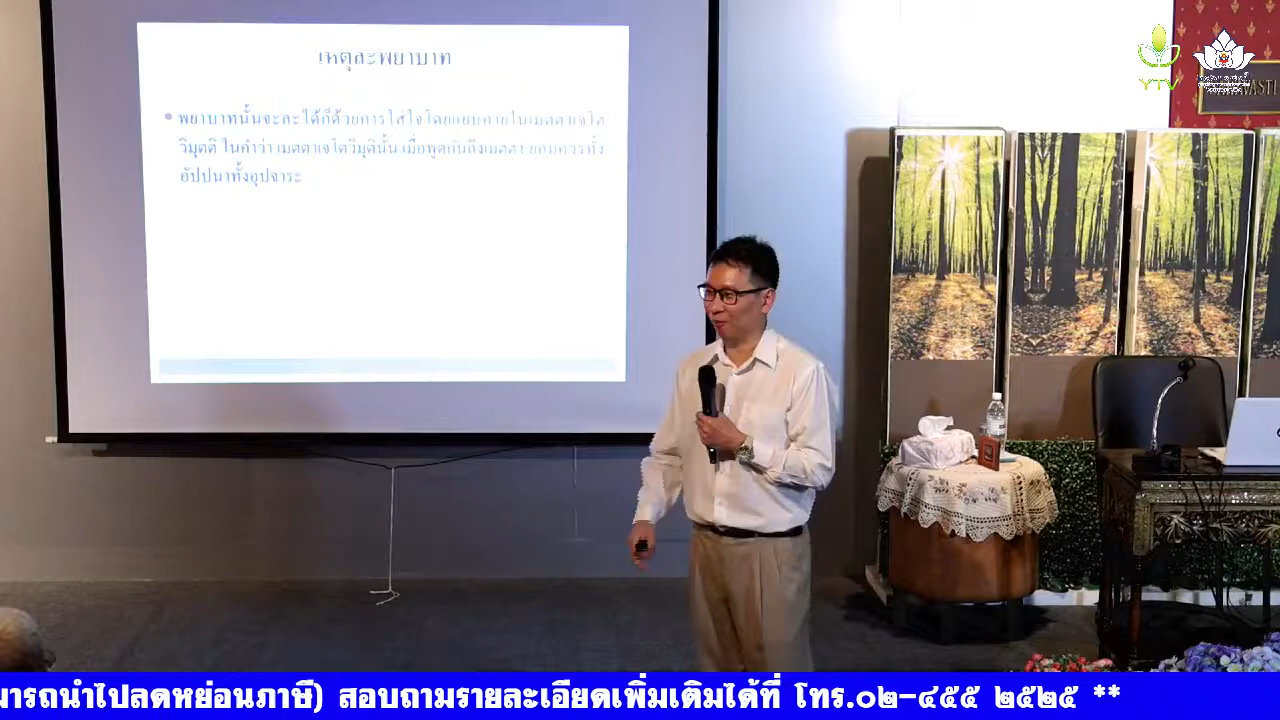 เหตุละพยาบาท
YTV
พยาบาทนั้นจะละได้ก็ด้วยการใส่ใจโดยแยบคายในเมตตาเจโต
วิมุตติ ในคำว่า เมตตาเจโตวิมุตินั้น เมื่อพูดกันถึงเมตตา ย่อมควรทั้ง
อัปปนาทั้งอุปจาระ
มารถนำไปลดหย่อนภาษี) สอบถามรายละเอียดเพิ่มเติมได้ที่ โทร.๐๒-๔๕๕ ๒๕๒๕ **